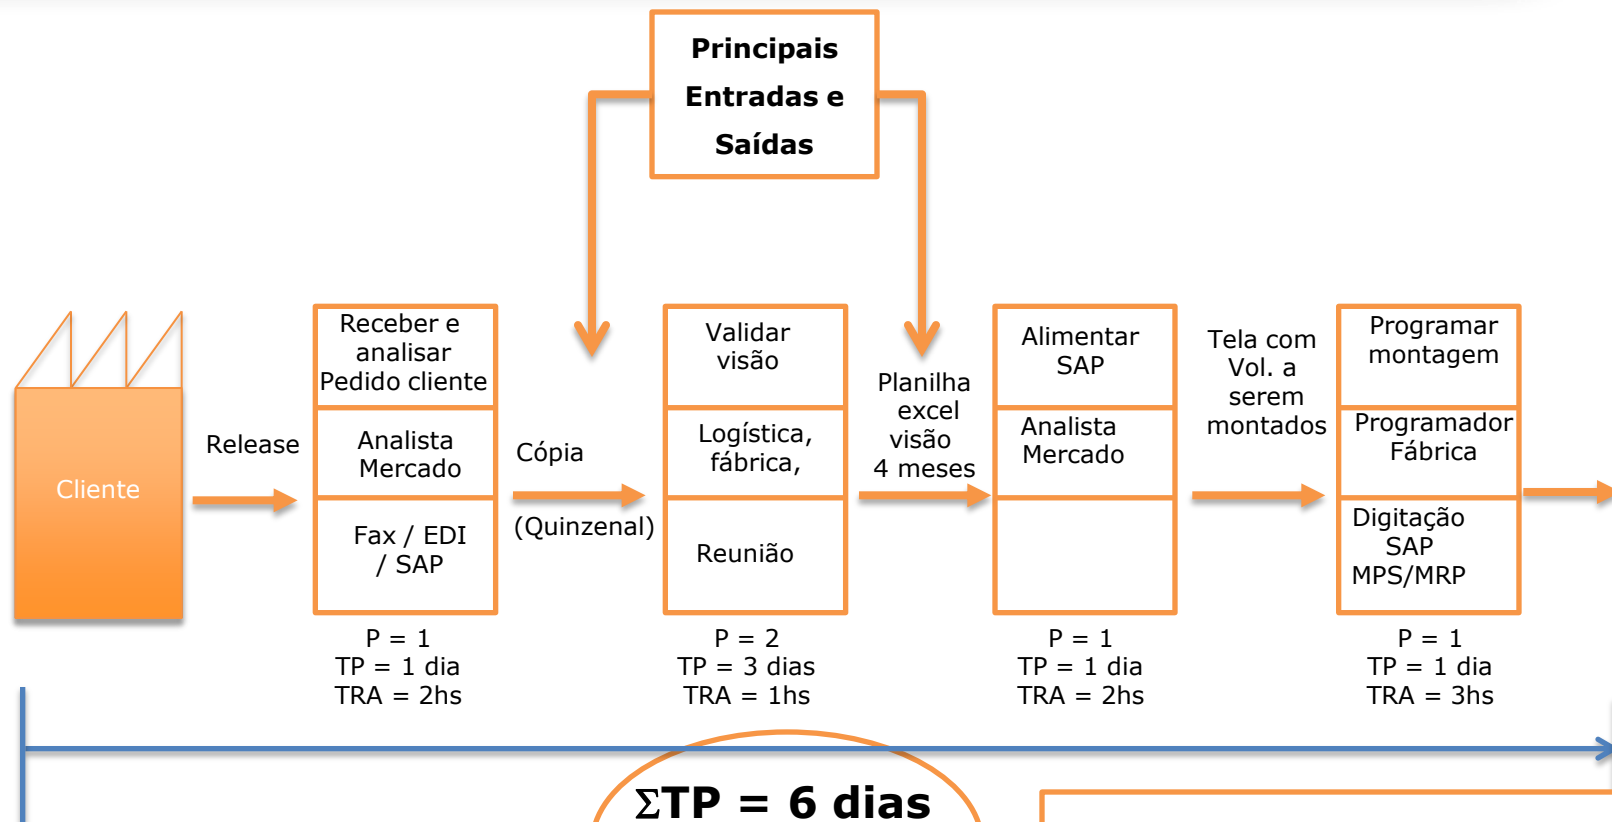 Principais
Entradas e
Saídas
Cliente
Release
Receber e
analisar
Pedido cliente
Analista
Mercado
Fax / EDI
/ SAP
P = 1
TP = 1 dia
TRA = 2hs
Cópia
(Quinzenal)
Validar
visão
Logística,
fábrica,
Reunião
P = 2
TP = 3 dias
TRA = 1hs
Planilha
excel
visão
4 meses
Alimentar
SAP
Analista
Mercado
P = 1
TP = 1 dia
TRA = 2hs
Tela com
Vol. a
serem
montados
Programar
montagem
Programador
Fábrica
Digitação
SAP
MPS/MRP
P = 1
TP = 1 dia
TRA = 3hs
ΣTP = 6 dias